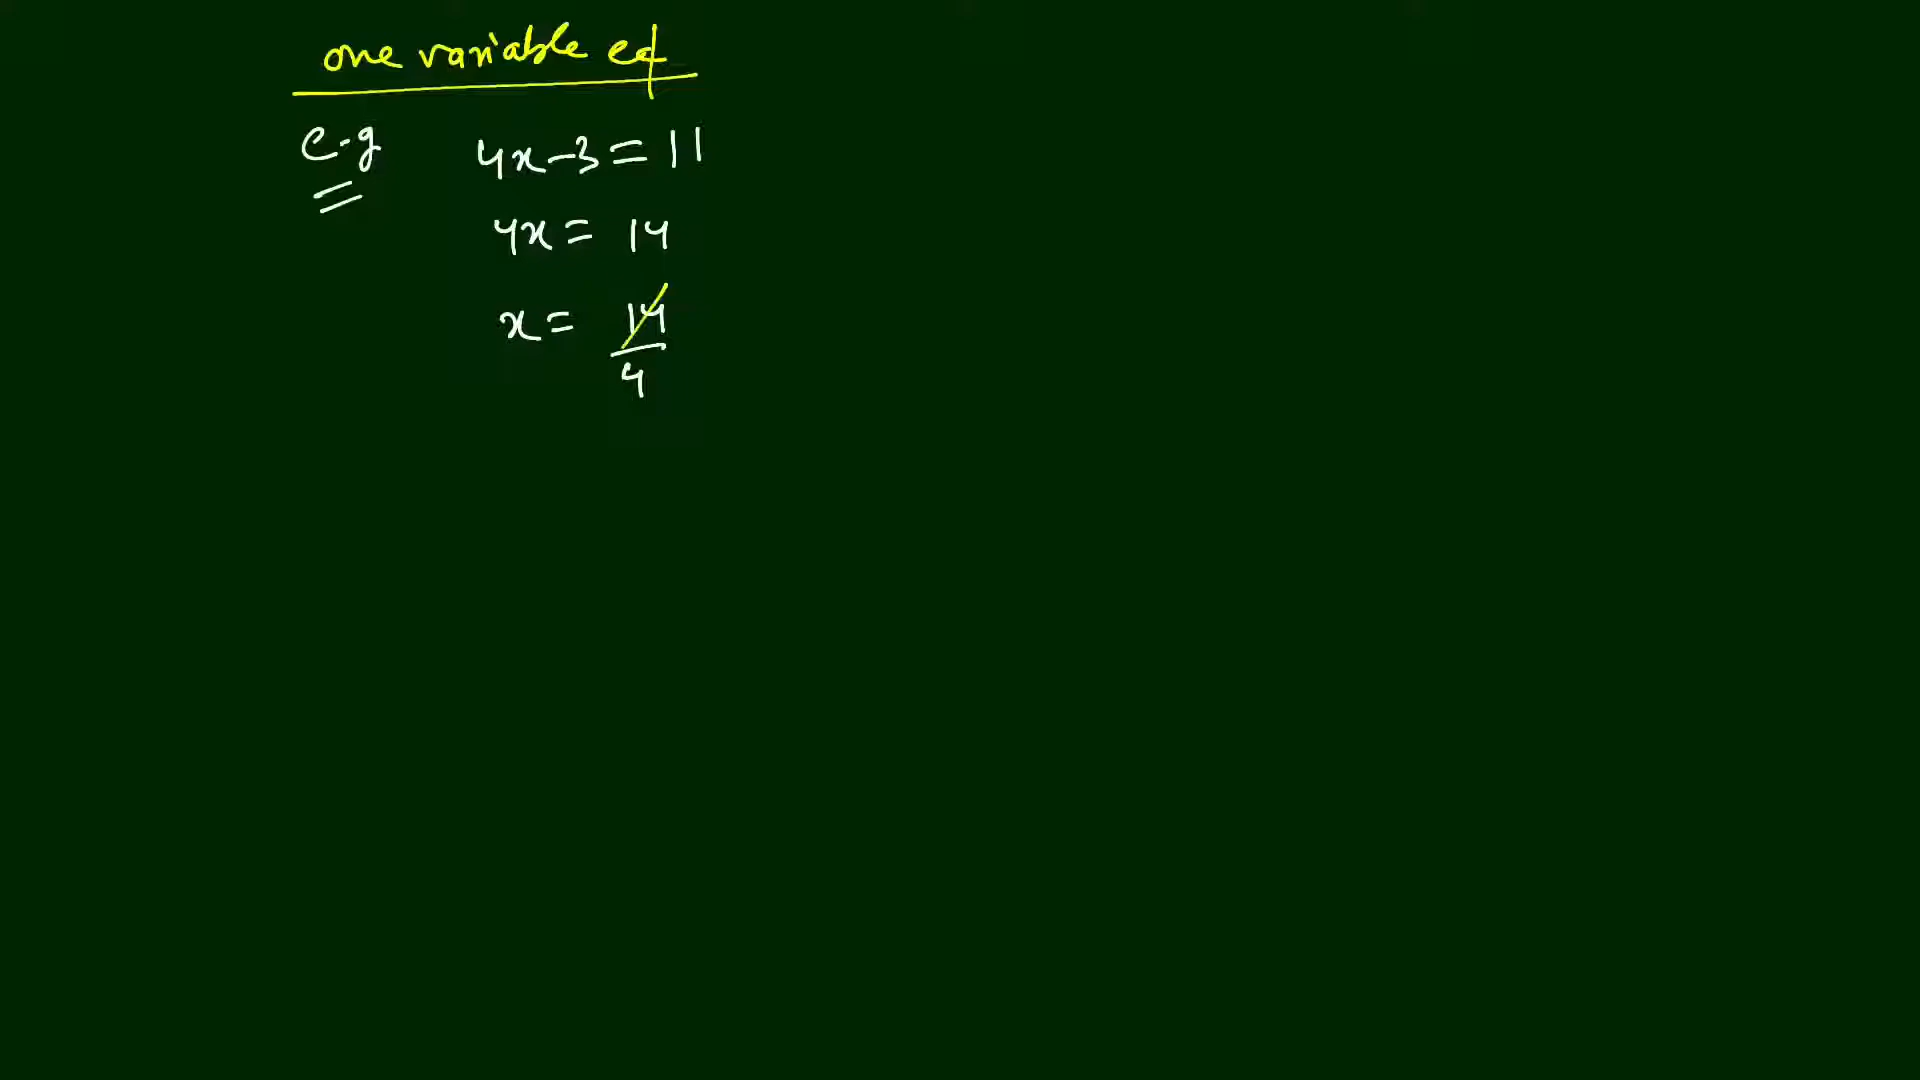 one variable eq
e.g 4x-3=11
4x= 14
x= 14
4